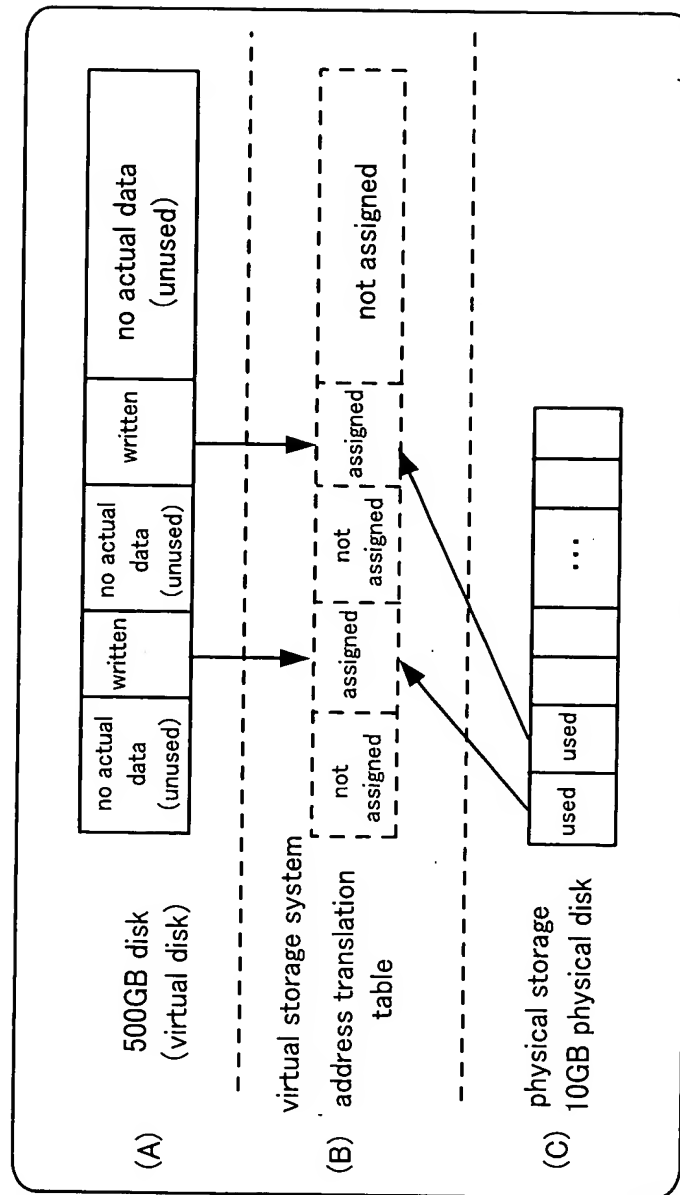 (A)
500GB disk
(virtual disk)
no actual
data
(unused)
written
no actual
data
(unused)
written
no actual data
(unused)
(B)
virtual storage system
address translation
table
not
assigned
assigned
not
assigned
assigned
not assigned
(C)
physical storage
10GB physical disk
used
used
...